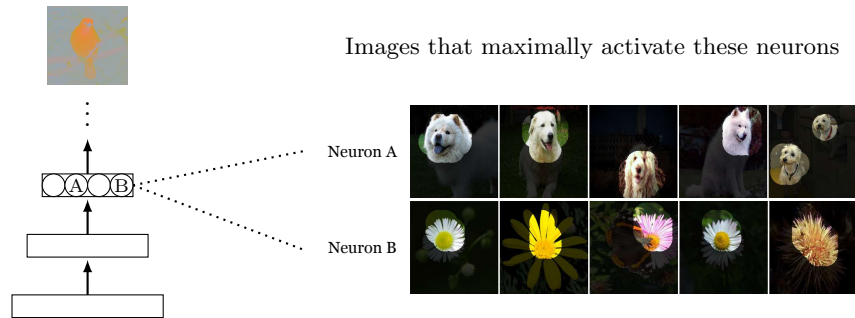 Images that maximally activate these neurons
Neuron A
A
B
Neuron B